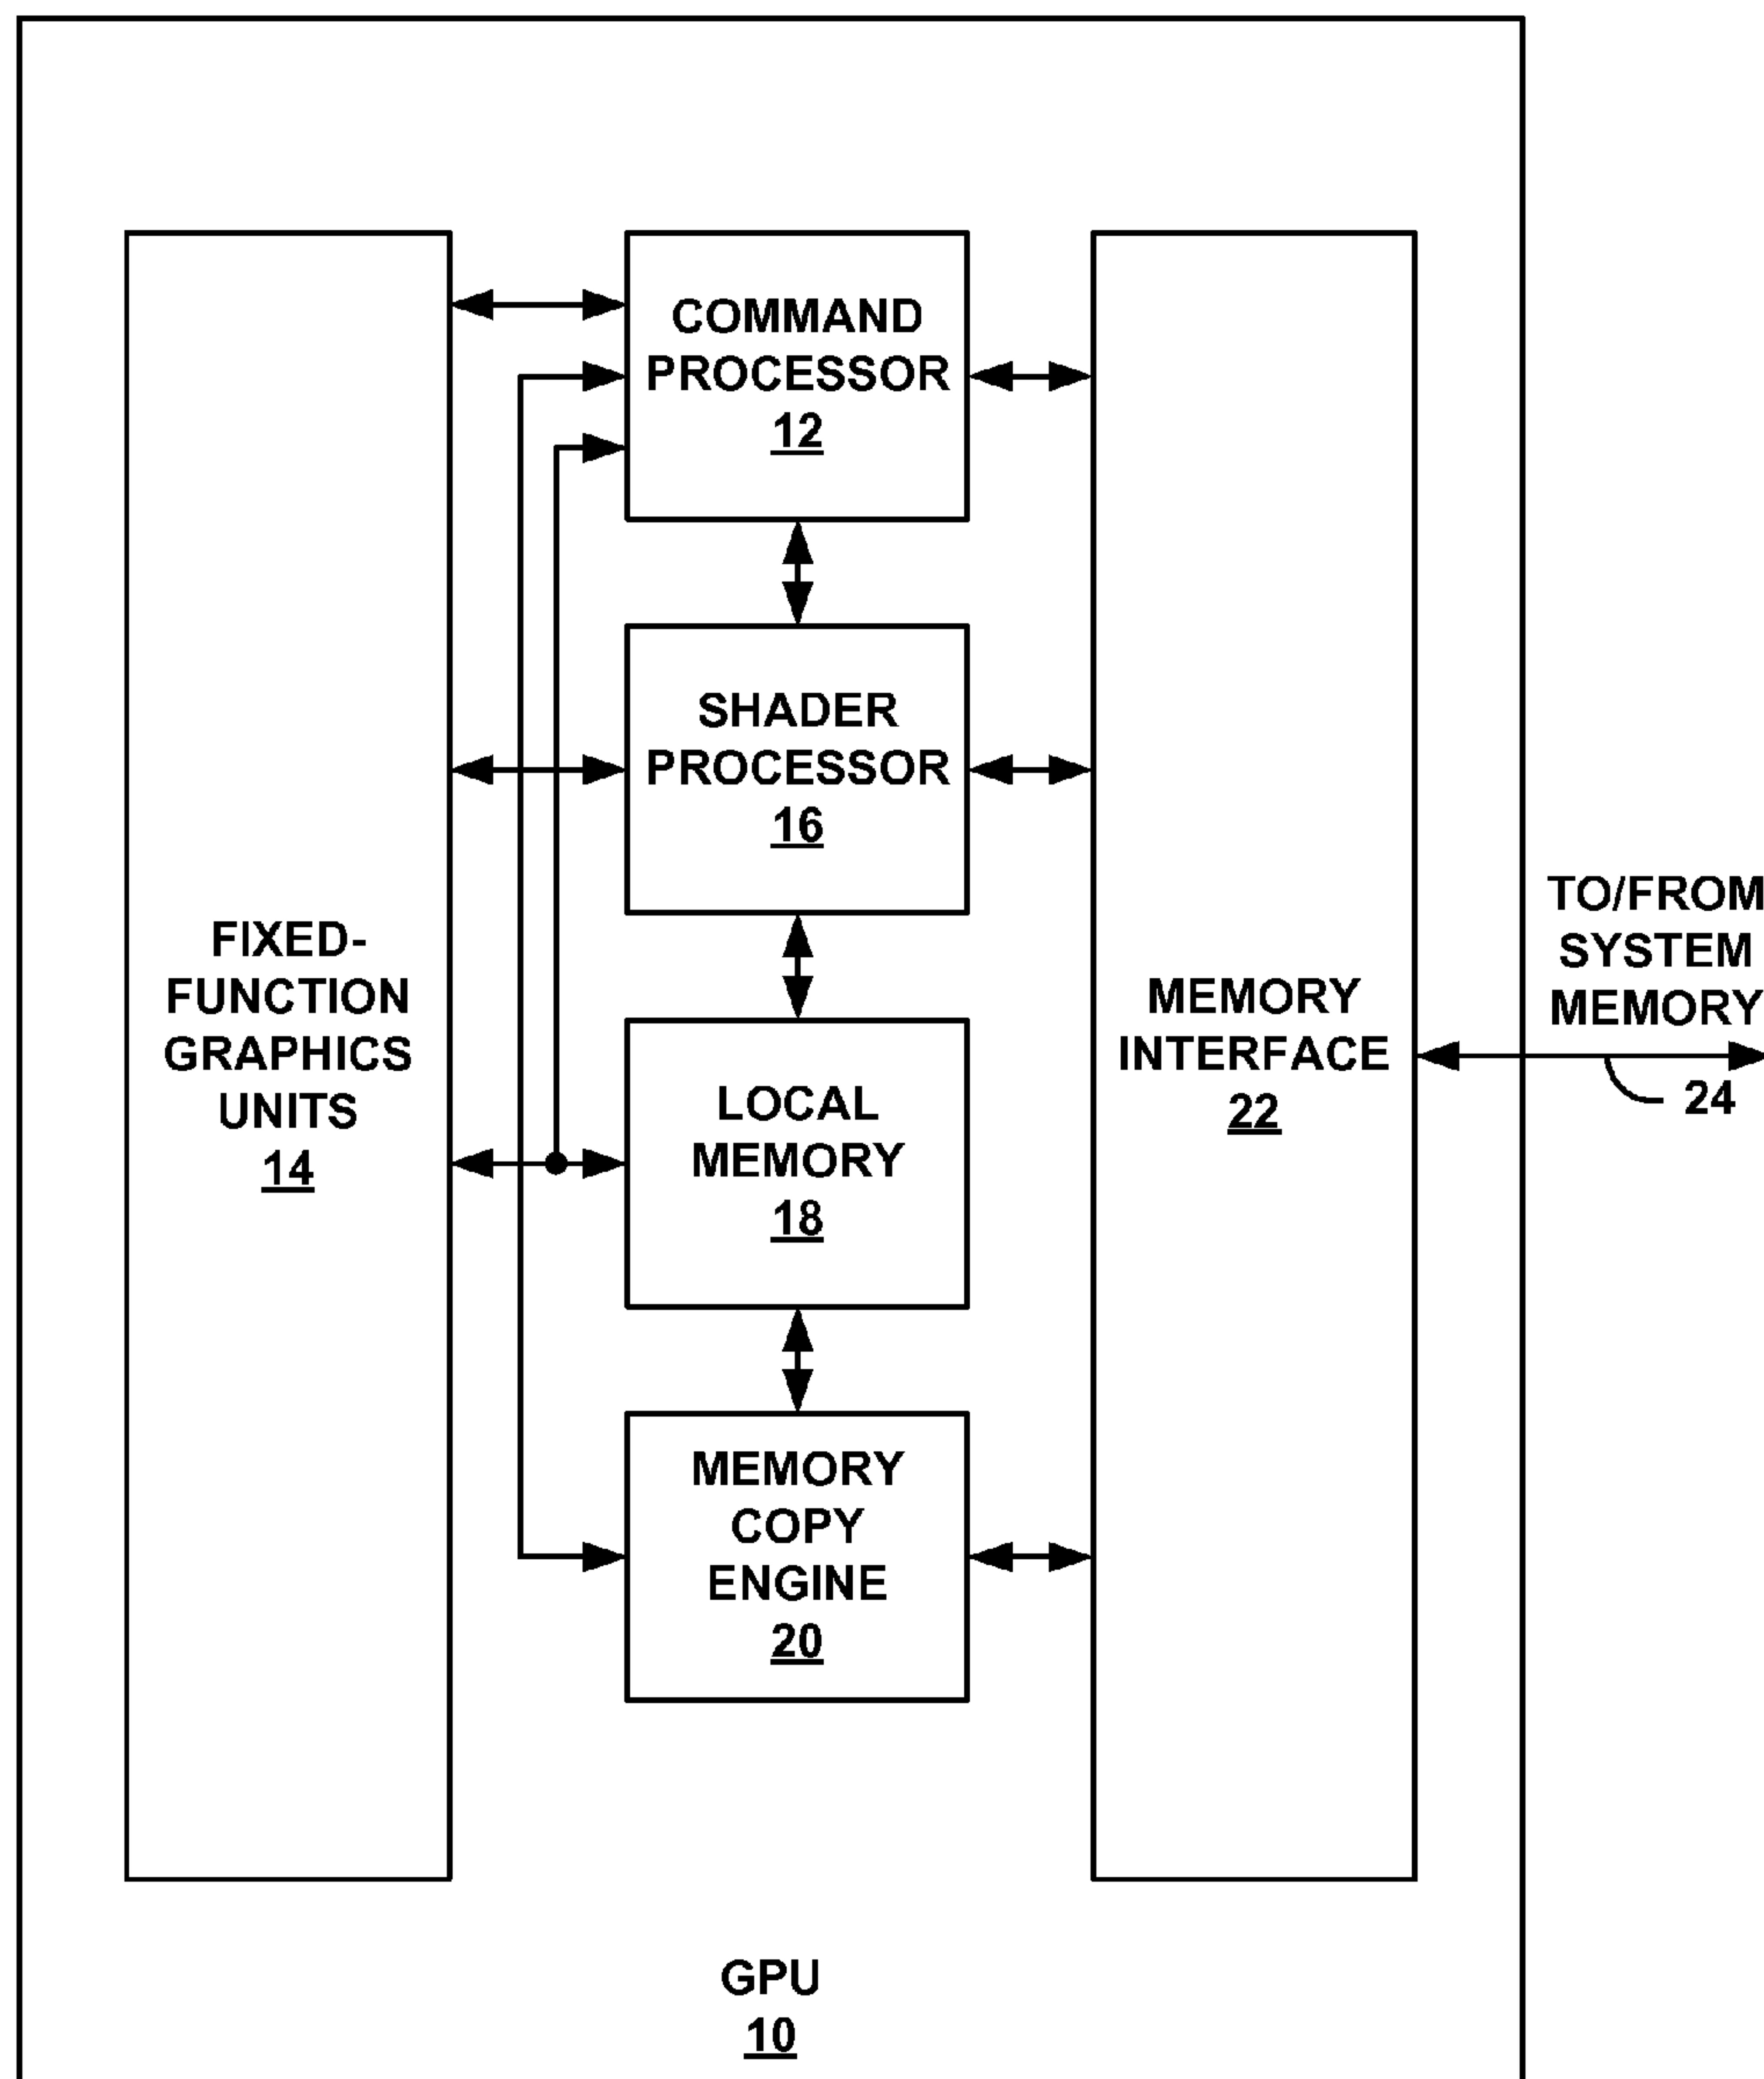 COMMAND
PROCESSOR
12
SHADER
PROCESSOR
16
FIXED-
FUNCTION
GRAPHICS
UNITS
14
LOCAL
MEMORY
18
MEMORY
COPY
ENGINE
20
MEMORY
INTERFACE
22
TO/FROM
SYSTEM
MEMORY
24
GPU
10